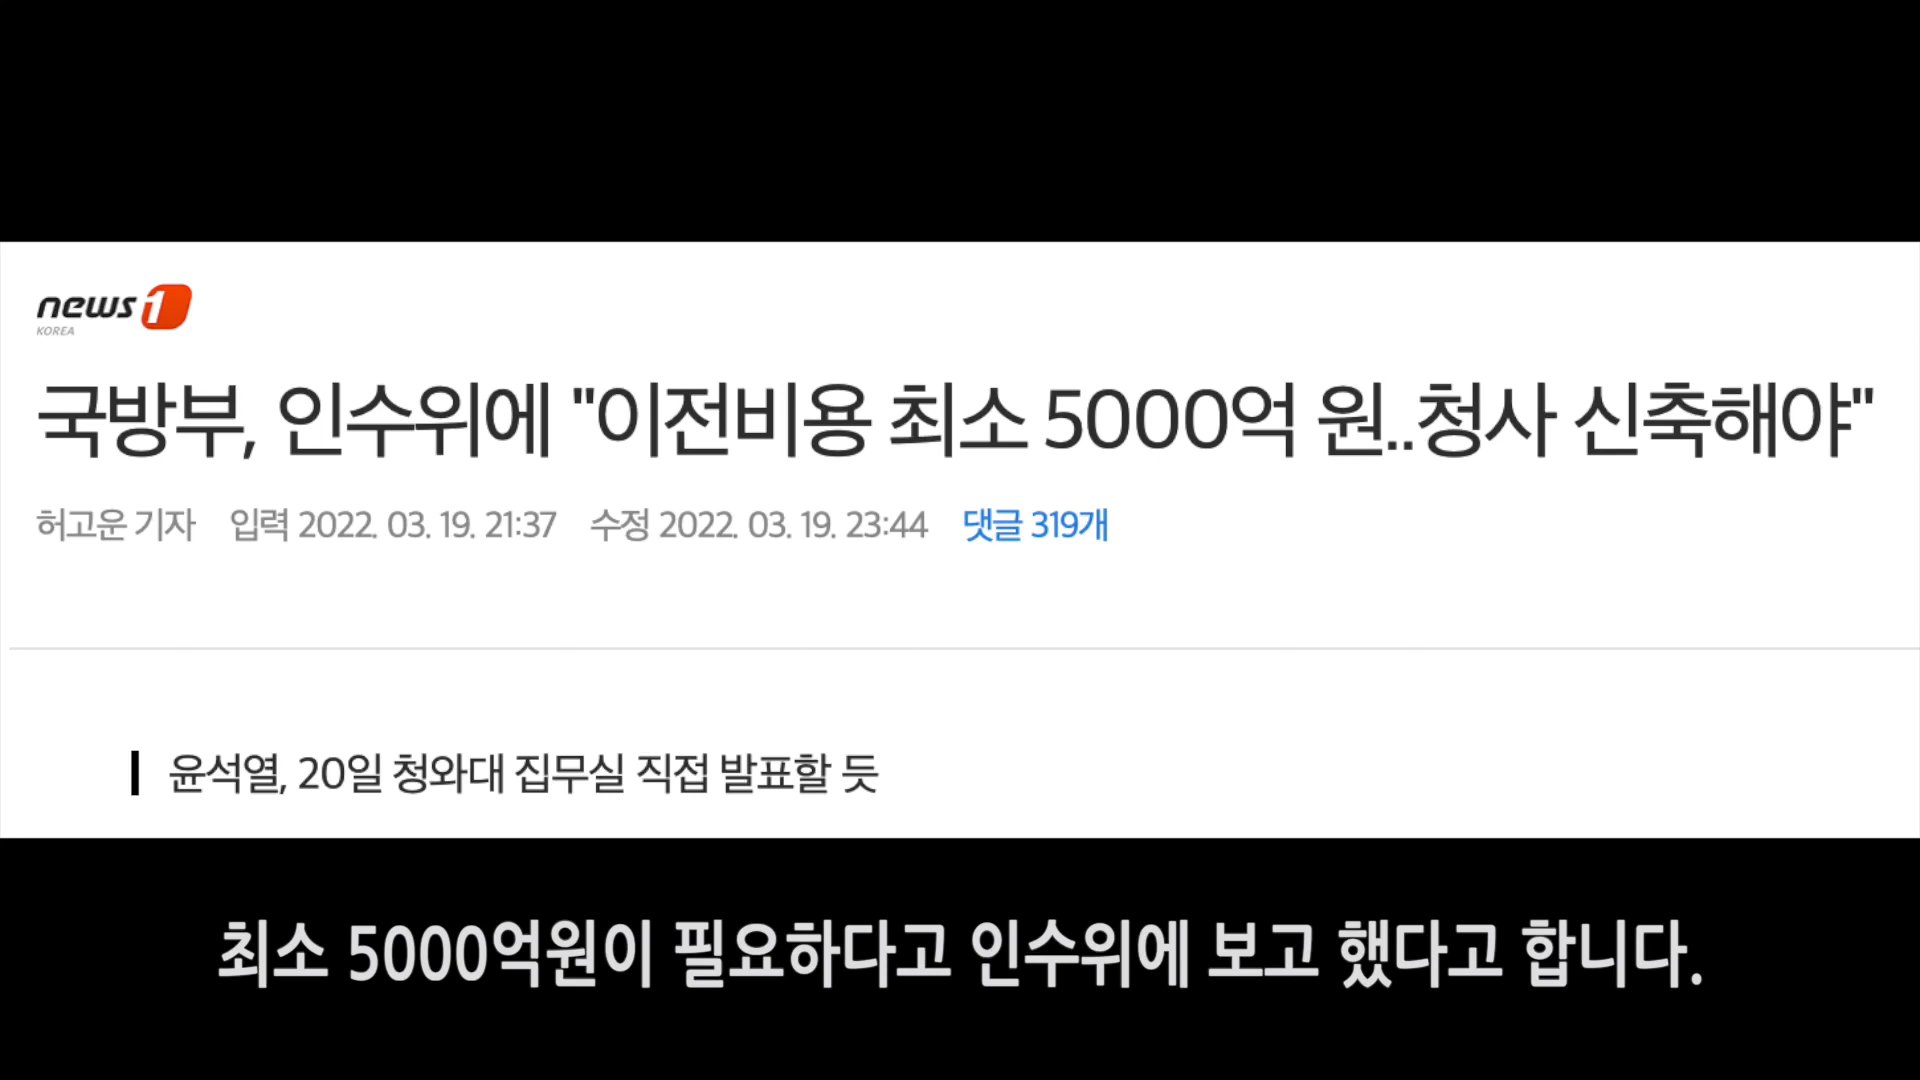 news1
KOREA
국방부, 인수위에 "이전비용 최소 5000억 원..청사 신축해야"
허고운 기자 입력 2022. 03. 19. 21:37 수정 2022. 03. 19. 23:44 댓글 319개
윤석열, 20일 청와대 집무실 직접 발표할 듯
최소 5000억원이 필요하다고 인수위에 보고 했다고 합니다.